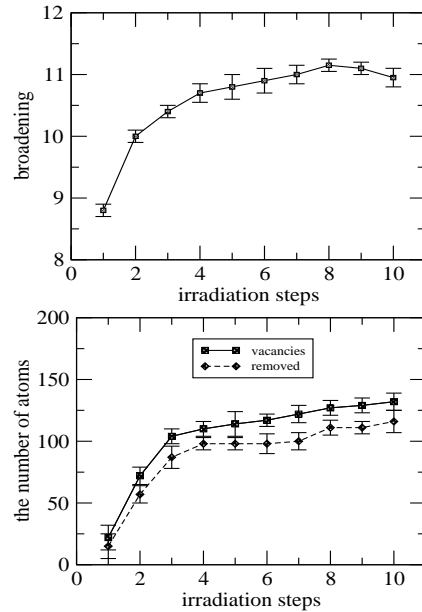 12
11
10
9
8
broadening
0 2 4 6 8 10
irradiation steps
200
150
100
50
0
the number of atoms
vacancies
removed
0 2 4 6 8 10
irradiation steps